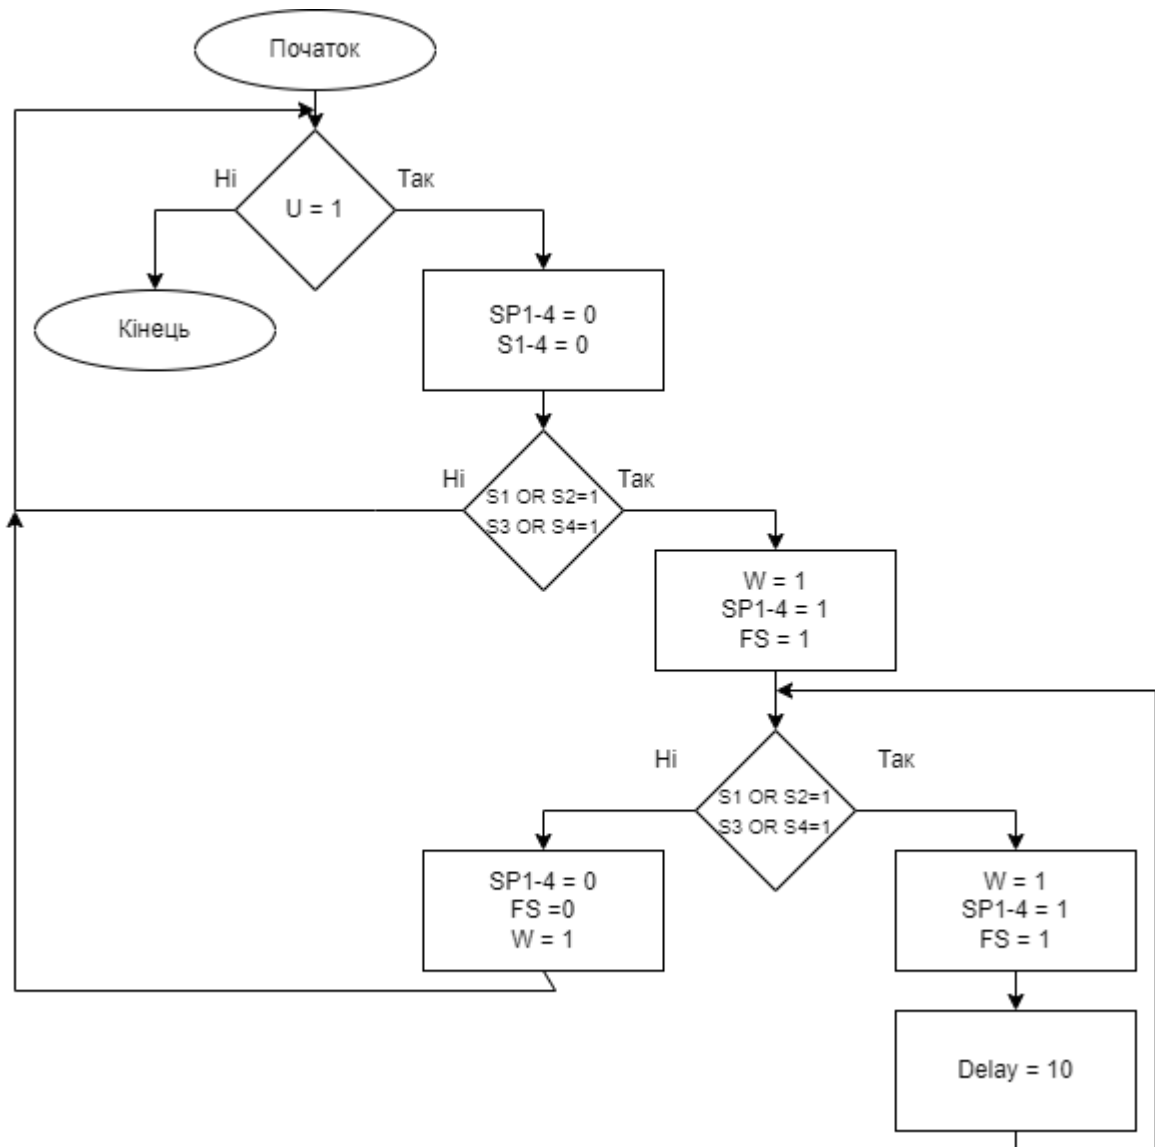 Початок
Ні
Так
U = 1
Кінець
SP1-4 = 0
S1-4 = 0
Ні
Так
S1 OR S2=1
S3 OR S4=1
W = 1
SP1-4 = 1
FS = 1
Ні
Так
S1 OR S2=1
S3 OR S4=1
SP1-4 = 0
FS =0
W = 1
W = 1
SP1-4 = 1
FS = 1
Delay = 10